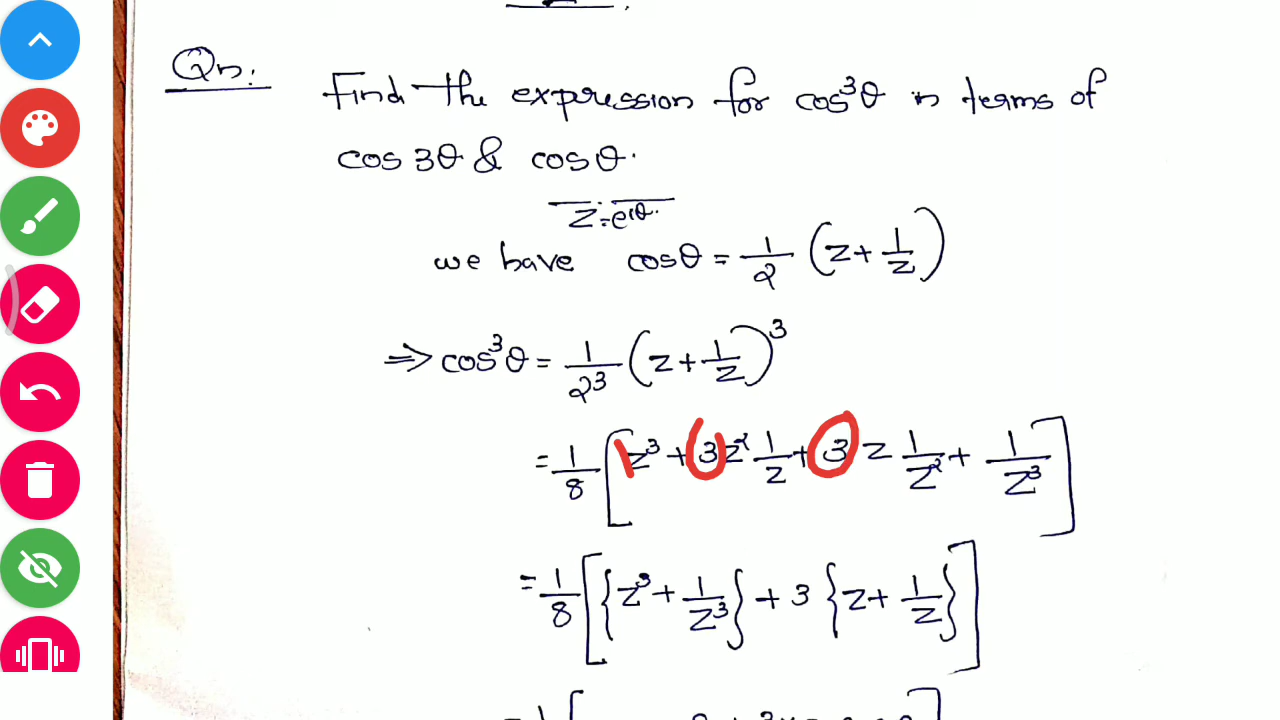 Qn:
Find the expression for cos³θ in terms of
cos 3θ & cos θ.
z=e^iθ.
we have cosθ = 1/2 (z + 1/z)
⇒ cos³θ = 1/2³ (z + 1/z)³
= 1/8 [z³ + 3z² 1/z + 3 z 1/z² + 1/z³]
= 1/8 [{z³ + 1/z³} + 3 {z + 1/z}]